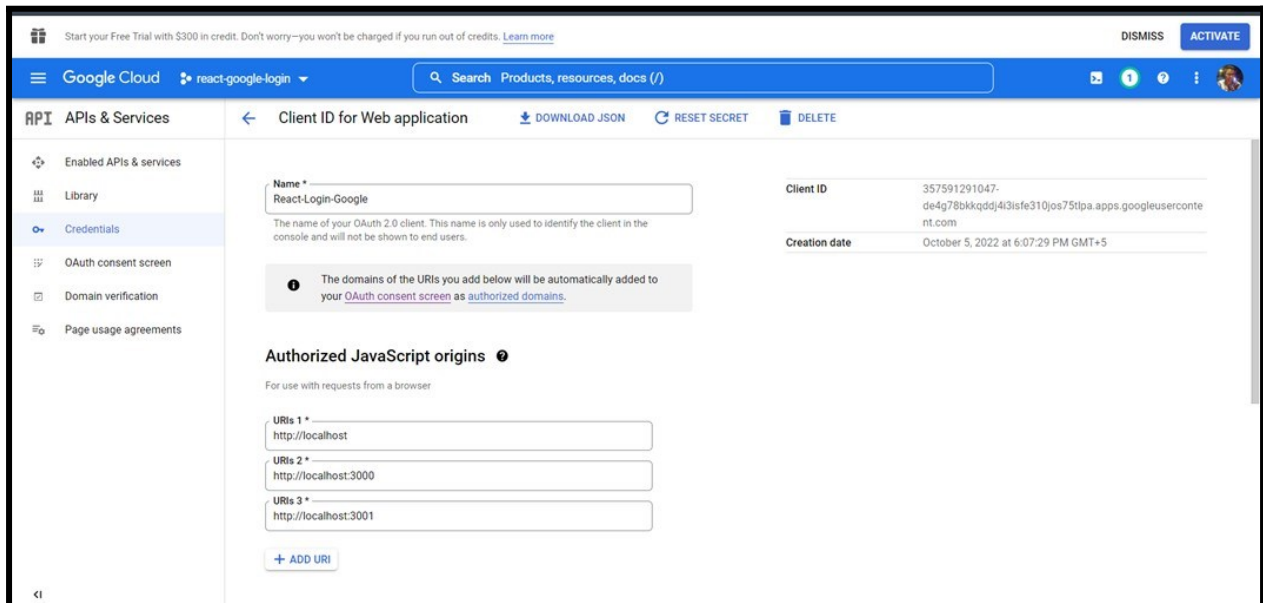 Start your Free Trial with $300 in credit. Don't worry—you won't be charged if you run out of credits. Learn more
DISMISS
ACTIVATE
Google Cloud
react-google-login
Search Products, resources, docs (/)
1
API APIs & Services
Client ID for Web application
DOWNLOAD JSON
RESET SECRET
DELETE
Enabled APIs & services
Library
Credentials
OAuth consent screen
Domain verification
Page usage agreements
Name *
React-Login-Google
The name of your OAuth 2.0 client. This name is only used to identify the client in the
console and will not be shown to end users.
The domains of the URIs you add below will be automatically added to
your OAuth consent screen as authorized domains.
Authorized JavaScript origins
For use with requests from a browser
URIs 1 *
http://localhost
URIs 2 *
http://localhost:3000
URIs 3 *
http://localhost:3001
+ ADD URI
Client ID
357591291047-
de4g78bkkqddj4i3isfe310jos75tlpa.apps.googleuserconte
nt.com
Creation date
October 5, 2022 at 6:07:29 PM GMT+5